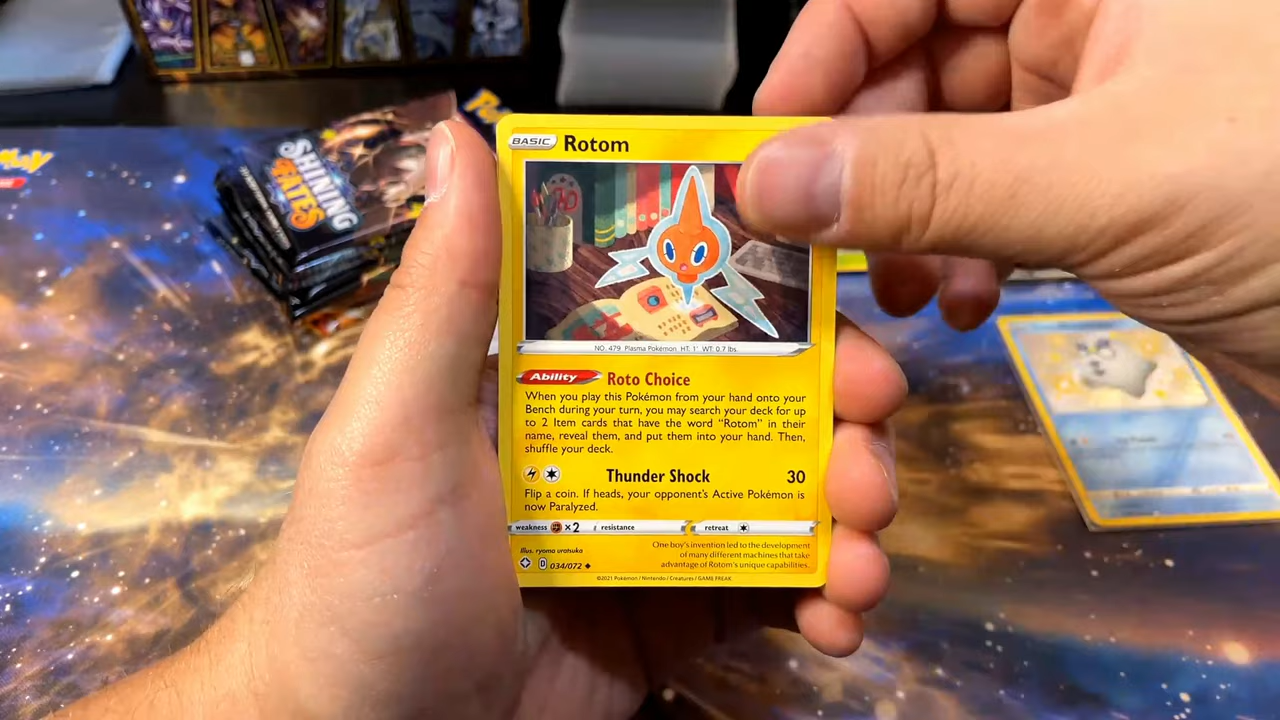 SHINING
FATES
BASIC Rotom
NO. 479 Plasma Pokémon HT: 1' WT: 0.7 lbs.
Ability Roto Choice
When you play this Pokémon from your hand onto your
Bench during your turn, you may search your deck for up
to 2 Item cards that have the word “Rotom” in their
name, reveal them, and put them into your hand. Then,
shuffle your deck.
Thunder Shock 30
Flip a coin. If heads, your opponent's Active Pokémon is
now Paralyzed.
weakness ×2 resistance retreat
Illus. ryoma uratsuka
D 034/072
One boy's invention led to the development
of many different machines that take
advantage of Rotom's unique capabilities.
©2021 Pokémon / Nintendo / Creatures / GAME FREAK